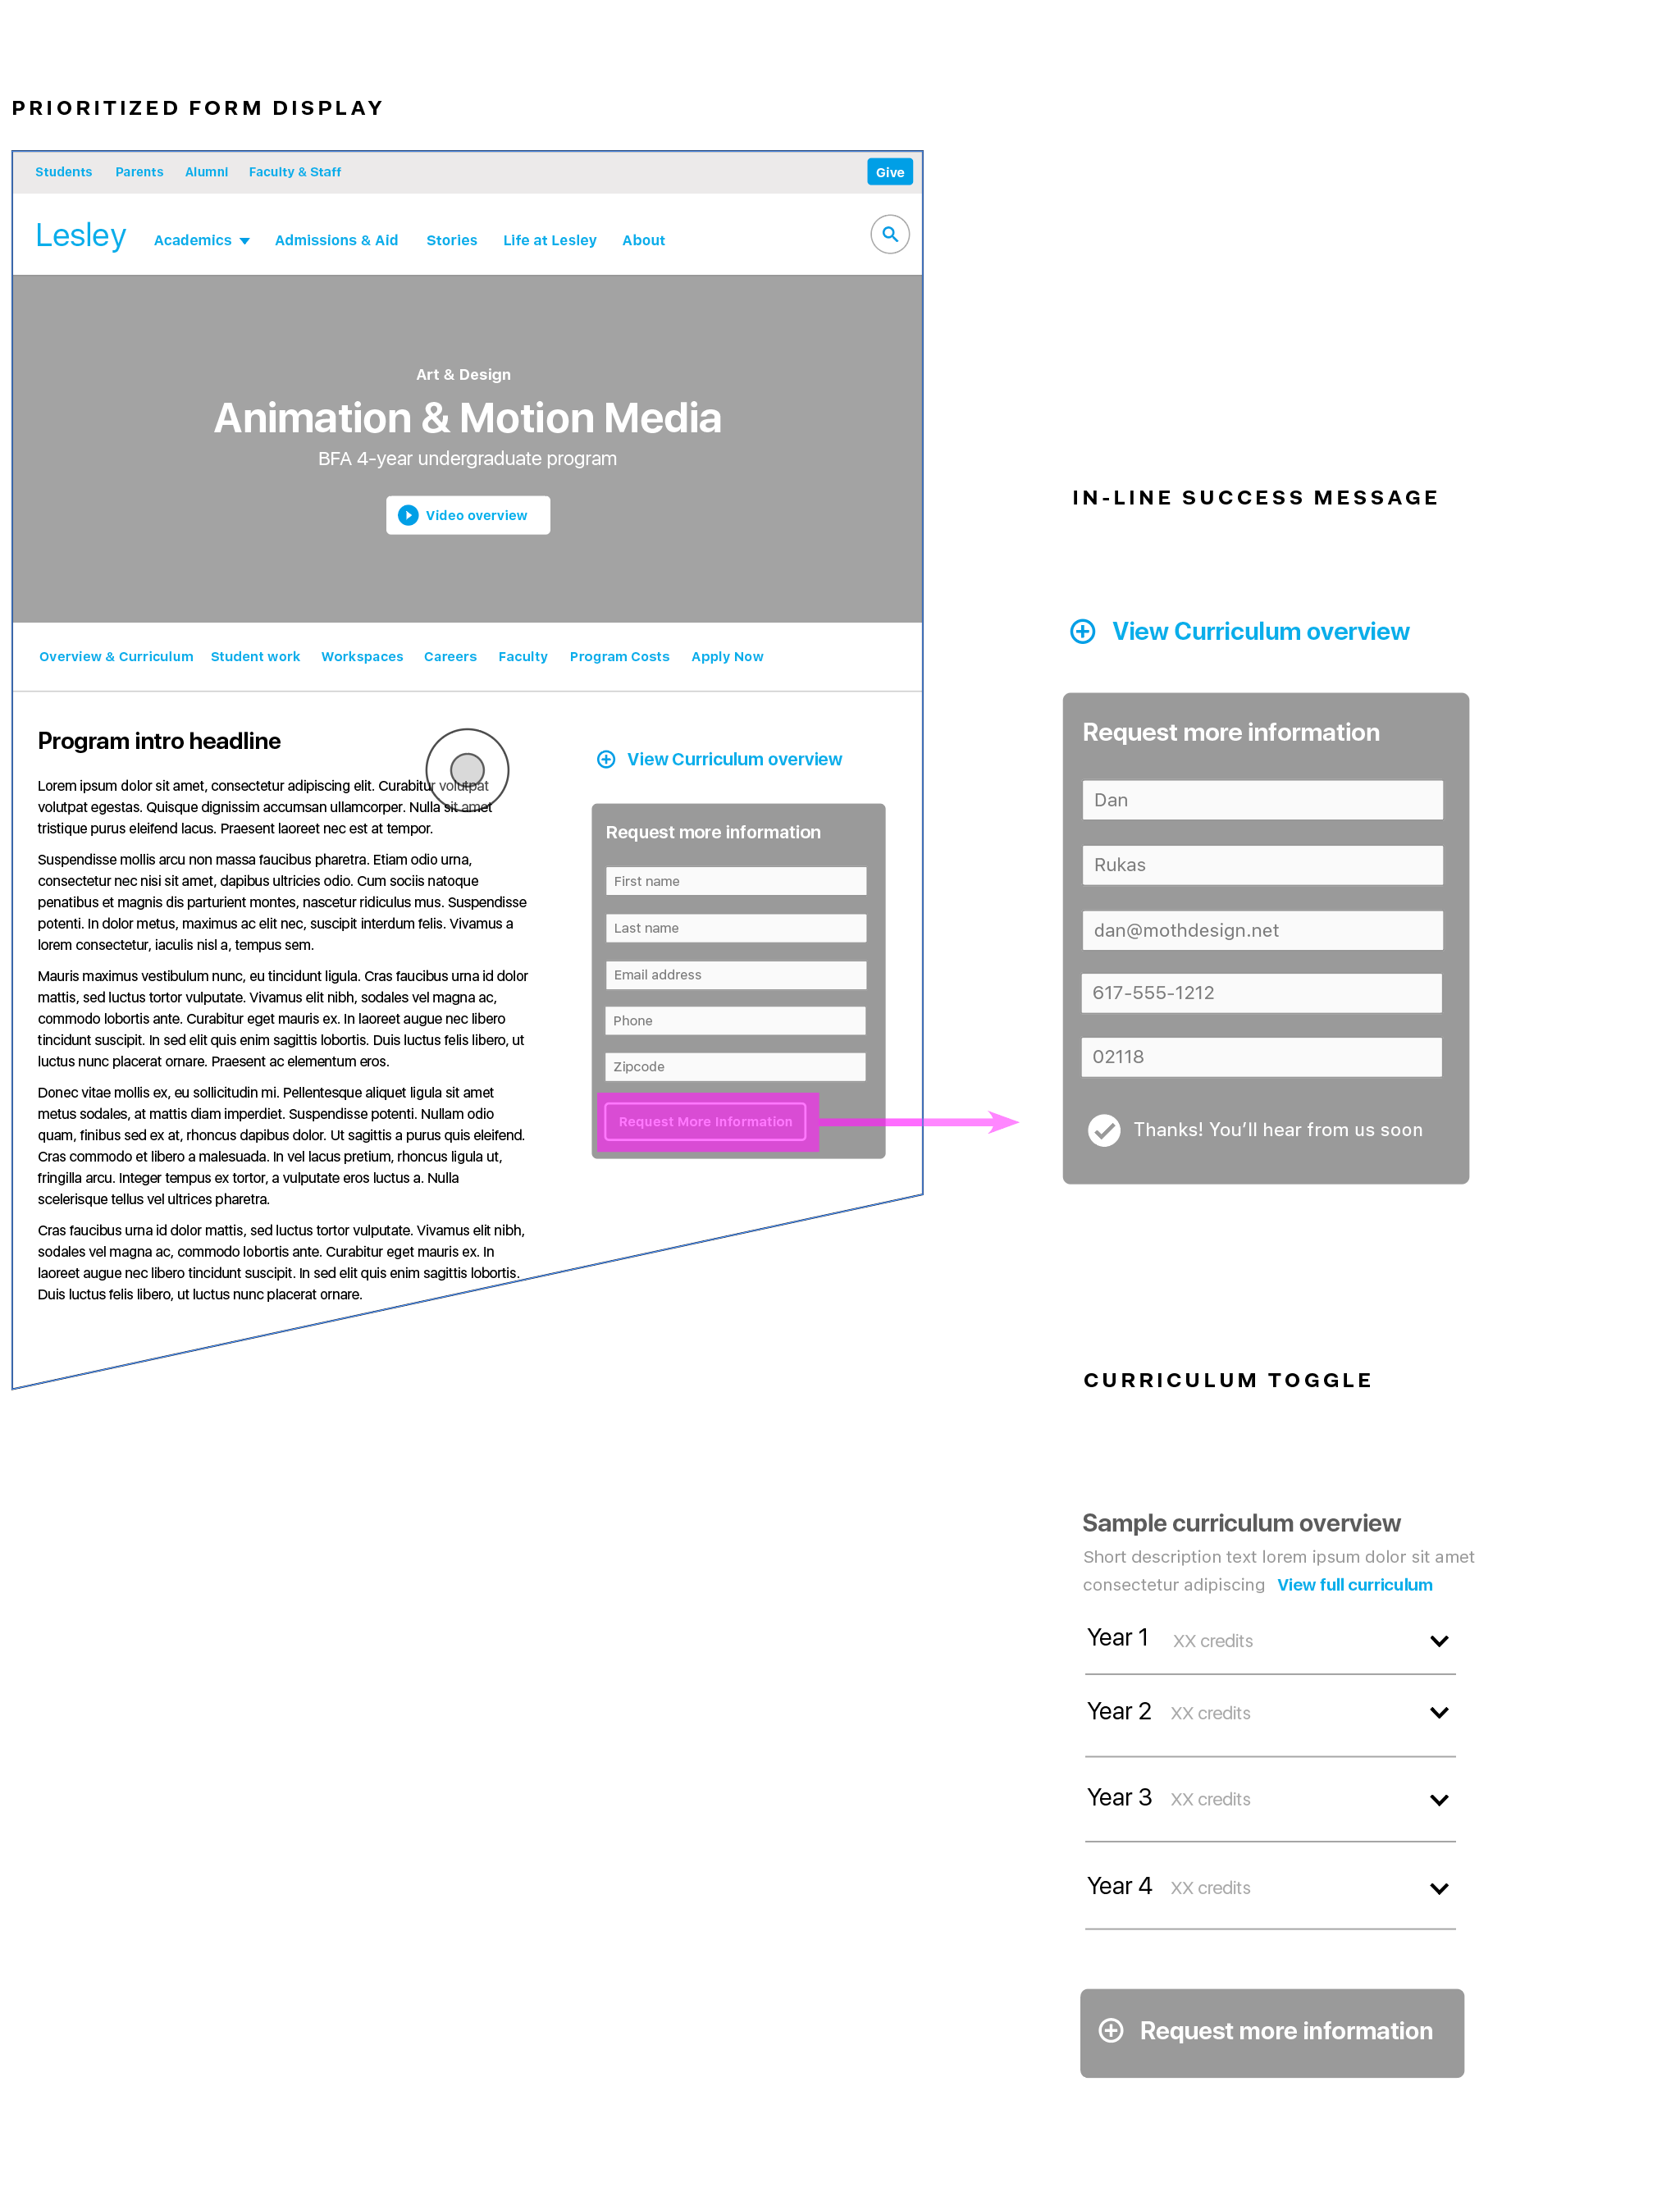 PRIORITIZED FORM DISPLAY
Students Parents Alumni Faculty & Staff Give
Lesley Academics Admissions & Aid Stories Life at Lesley About
Art & Design
Animation & Motion Media
BFA 4-year undergraduate program
Video overview
Overview & Curriculum Student work Workspaces Careers Faculty Program Costs Apply Now
Program intro headline
Lorem ipsum dolor sit amet, consectetur adipiscing elit. Curabitur volutpat
volutpat egestas. Quisque dignissim accumsan ullamcorper. Nulla sit amet
tristique purus eleifend lacus. Praesent laoreet nec est at tempor.
Suspendisse mollis arcu non massa faucibus pharetra. Etiam odio urna,
consectetur nec nisi sit amet, dapibus ultricies odio. Cum sociis natoque
penatibus et magnis dis parturient montes, nascetur ridiculus mus. Suspendisse
potenti. In dolor metus, maximus ac elit nec, suscipit interdum felis. Vivamus a
lorem consectetur, iaculis nisl a, tempus sem.
Mauris maximus vestibulum nunc, eu tincidunt ligula. Cras faucibus urna id dolor
mattis, sed luctus tortor vulputate. Vivamus elit nibh, sodales vel magna ac,
commodo lobortis ante. Curabitur eget mauris ex. In laoreet augue nec libero
tincidunt suscipit. In sed elit quis enim sagittis lobortis. Duis luctus felis libero, ut
luctus nunc placerat ornare. Praesent ac elementum eros.
Donec vitae mollis ex, eu sollicitudin mi. Pellentesque aliquet ligula sit amet
metus sodales, at mattis diam imperdiet. Suspendisse potenti. Nullam odio
quam, finibus sed ex at, rhoncus dapibus dolor. Ut sagittis a purus quis eleifend.
Cras commodo et libero a malesuada. In vel lacus pretium, rhoncus ligula ut,
fringilla arcu. Integer tempus ex tortor, a vulputate eros luctus a. Nulla
scelerisque tellus vel ultrices pharetra.
Cras faucibus urna id dolor mattis, sed luctus tortor vulputate. Vivamus elit nibh,
sodales vel magna ac, commodo lobortis ante. Curabitur eget mauris ex. In
laoreet augue nec libero tincidunt suscipit. In sed elit quis enim sagittis lobortis.
Duis luctus felis libero, ut luctus nunc placerat ornare.
View Curriculum overview
Request more information
First name
Last name
Email address
Phone
Zipcode
Request More Information
IN-LINE SUCCESS MESSAGE
View Curriculum overview
Request more information
Dan
Rukas
dan@mothdesign.net
617-555-1212
02118
Thanks! You’ll hear from us soon
CURRICULUM TOGGLE
Sample curriculum overview
Short description text lorem ipsum dolor sit amet
consectetur adipiscing View full curriculum
Year 1 XX credits
Year 2 XX credits
Year 3 XX credits
Year 4 XX credits
Request more information